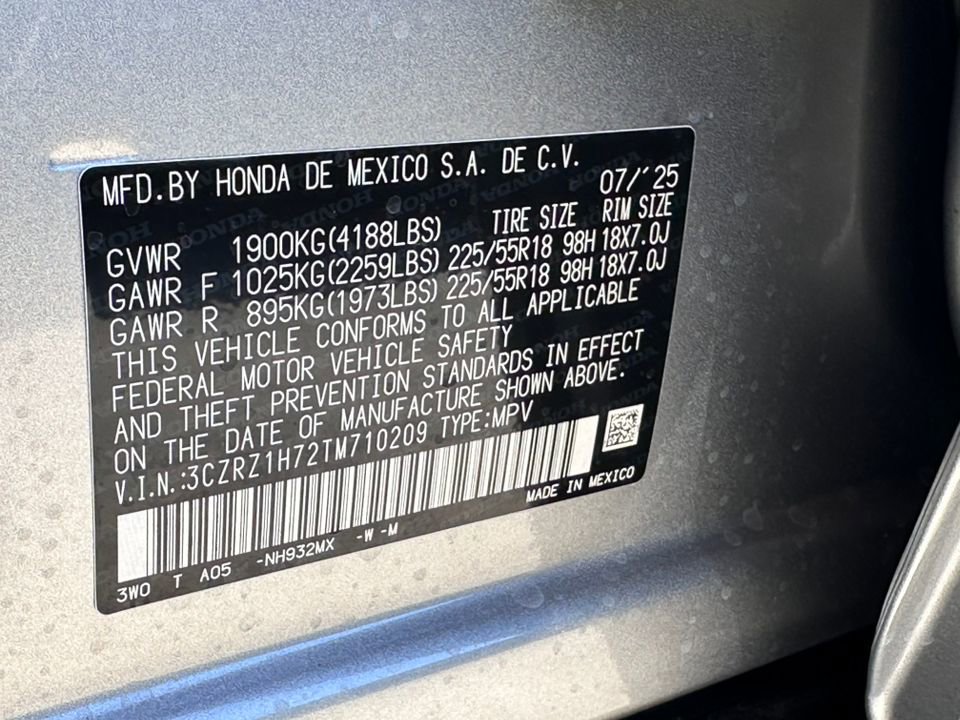 MFD.BY HONDA DE MEXICO S.A. DE C.V.
07/'25
TIRE SIZE RIM SIZE
GVWR 1900KG(4188LBS)
GAWR F 1025KG(2259LBS) 225/55R18 98H 18X7.0J
GAWR R 895KG(1973LBS) 225/55R18 98H 18X7.0J
THIS VEHICLE CONFORMS TO ALL APPLICABLE
FEDERAL MOTOR VEHICLE SAFETY
AND THEFT PREVENTION STANDARDS IN EFFECT
ON THE DATE OF MANUFACTURE SHOWN ABOVE.
V.I.N.:3CZRZ1H72TM710209 TYPE:MPV
MADE IN MEXICO
3W0 T A05 -NH932MX -W -M